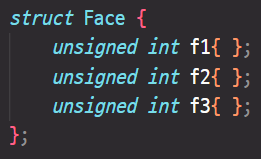 struct Face {
    unsigned int f1{ };
    unsigned int f2{ };
    unsigned int f3{ };
};